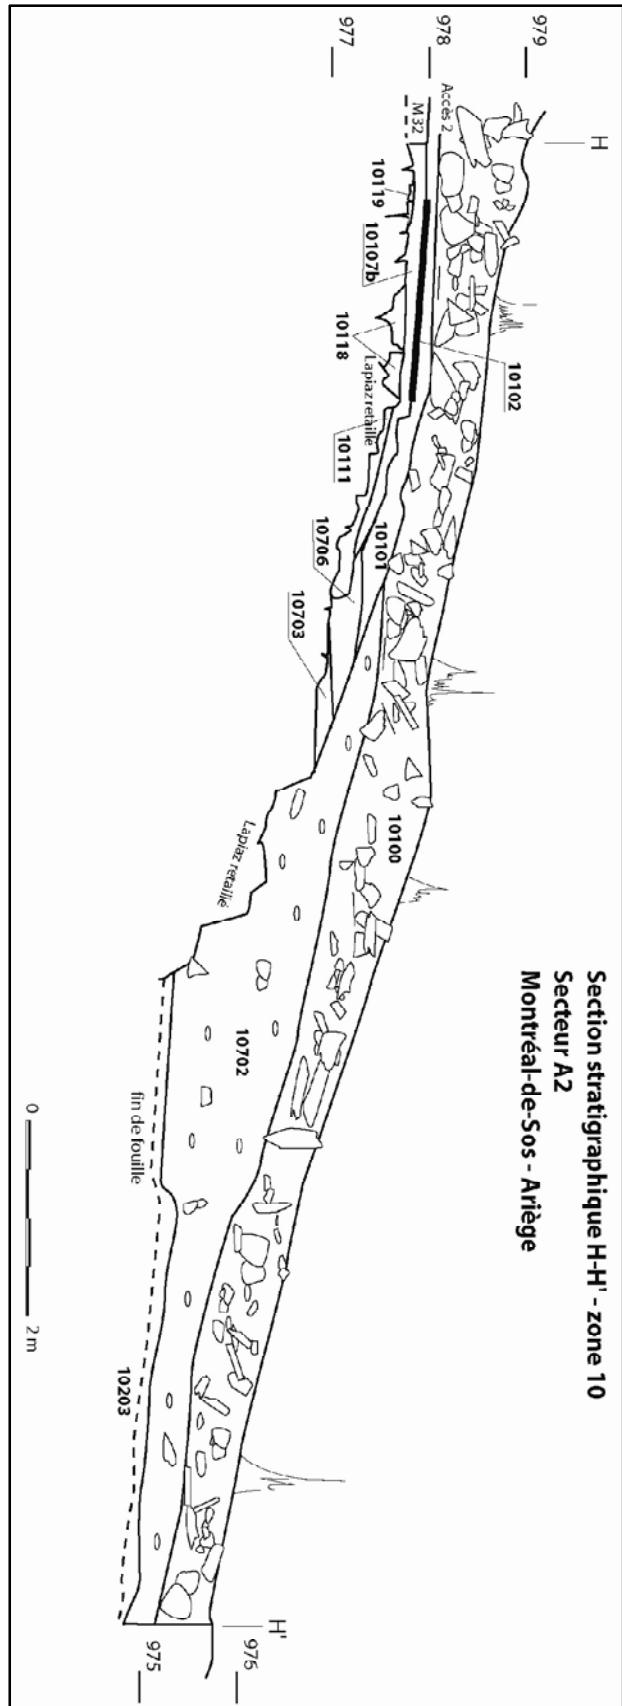 Section stratigraphique H-H' - zone 10
Secteur A2
Montréal-de-Sos - Ariège
979
978
977
H
Accès 2
M 32
10119
10107b
10118
Lapiaz retaillé
10111
10102
10101
10706
10703
10100
Lapiaz retaillé
10702
fin de fouille
10203
H'
976
975
0 2 m